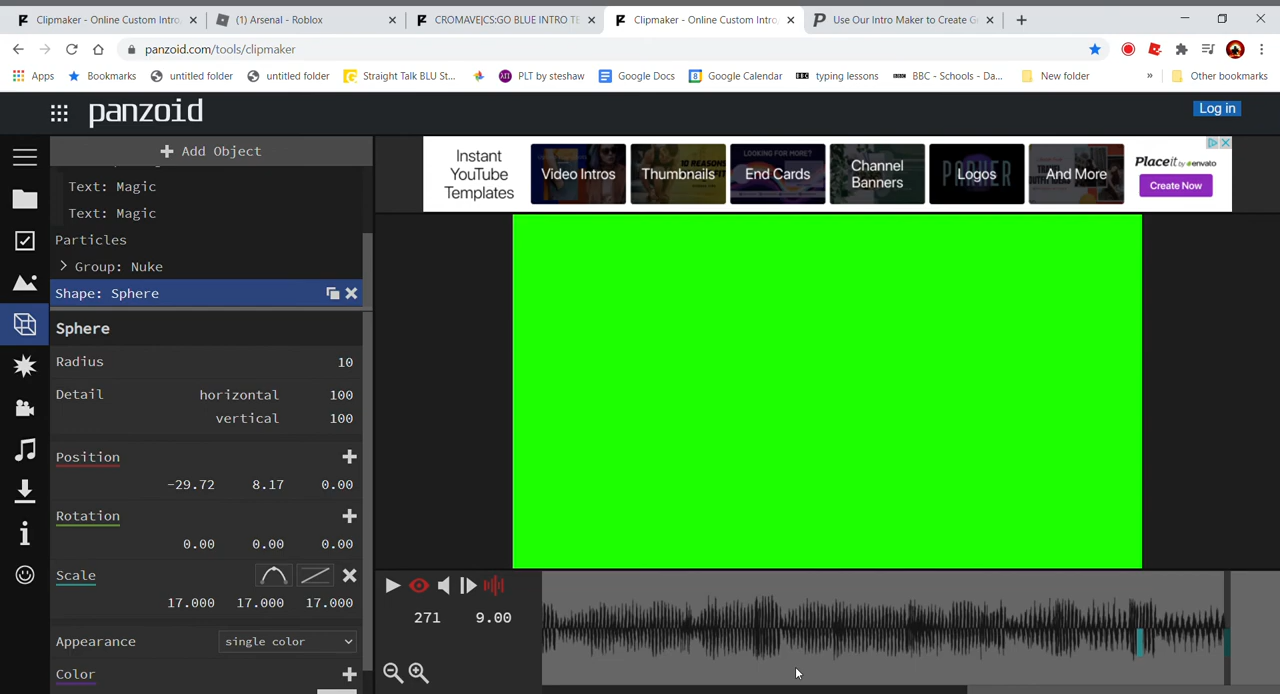 Clipmaker - Online Custom Intro,
(1) Arsenal - Roblox
CROMAVE|CS:GO BLUE INTRO TE
Clipmaker - Online Custom Intro,
Use Our Intro Maker to Create G
panzoid.com/tools/clipmaker
Apps
Bookmarks
untitled folder
untitled folder
Straight Talk BLU St...
PLT by steshaw
Google Docs
Google Calendar
typing lessons
BBC - Schools - Da...
New folder
»
Other bookmarks
panzoid
Log in
Add Object
Text: Magic
Text: Magic
Particles
Group: Nuke
Shape: Sphere
Sphere
Radius 10
Detail horizontal 100
vertical 100
Position
-29.72 8.17 0.00
Rotation
0.00 0.00 0.00
Scale
17.000 17.000 17.000
Appearance single color
Color
Instant
YouTube
Templates
Video Intros
Thumbnails
End Cards
Channel
Banners
Logos
And More
Placeit by envato
Create Now
271 9.00